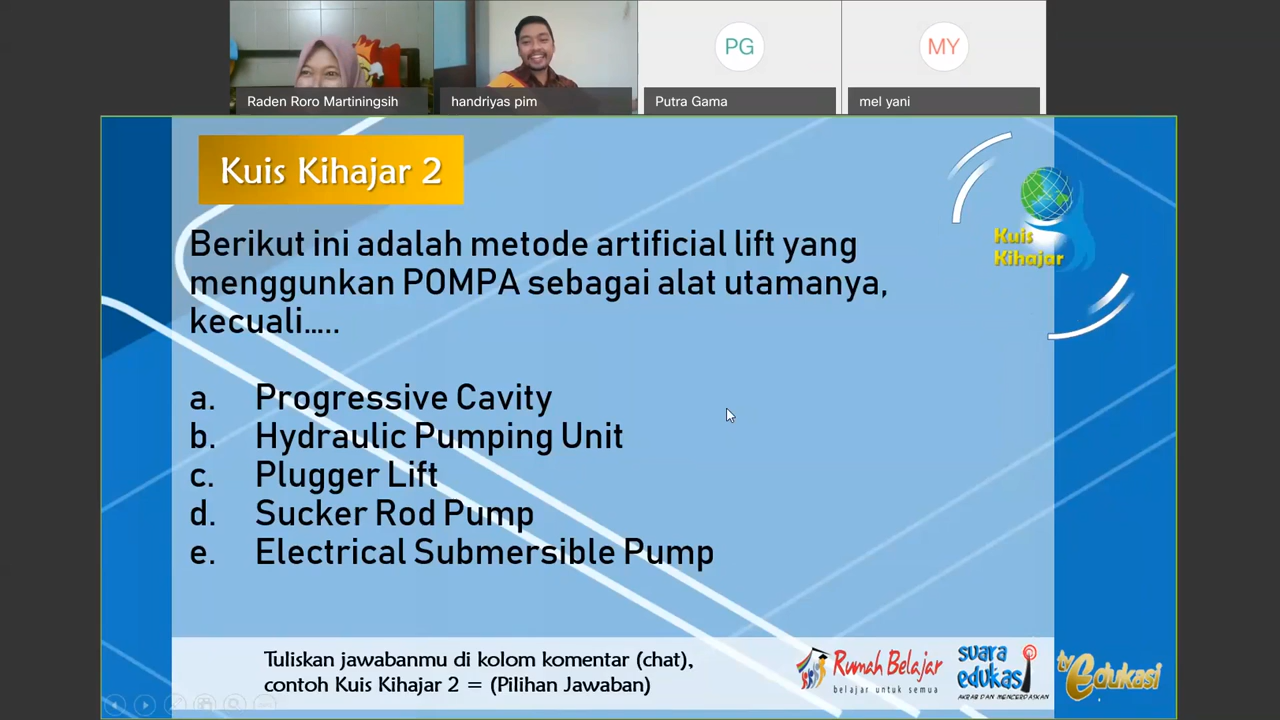 PG
MY
Raden Roro Martiningsih
handriyas pim
Putra Gama
mel yani
Kuis Kihajar 2
Kuis
Kihajar
Berikut ini adalah metode artificial lift yang
menggunkan POMPA sebagai alat utamanya,
kecuali.....
a. Progressive Cavity
b. Hydraulic Pumping Unit
c. Plugger Lift
d. Sucker Rod Pump
e. Electrical Submersible Pump
Tuliskan jawabanmu di kolom komentar (chat),
contoh Kuis Kihajar 2 = (Pilihan Jawaban)
Rumah Belajar
belajar untuk semua
suara
edukasi
AKRAB DAN MENCERDASKAN
tv edukasi